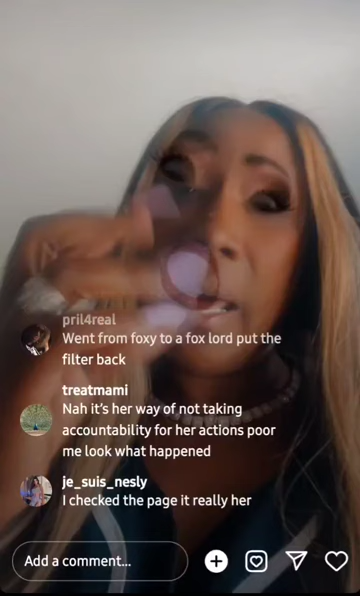 pril4real
Went from foxy to a fox lord put the
filter back
treatmami
Nah it's her way of not taking
accountability for her actions poor
me look what happened
je_suis_nesly
I checked the page it really her
Add a comment...